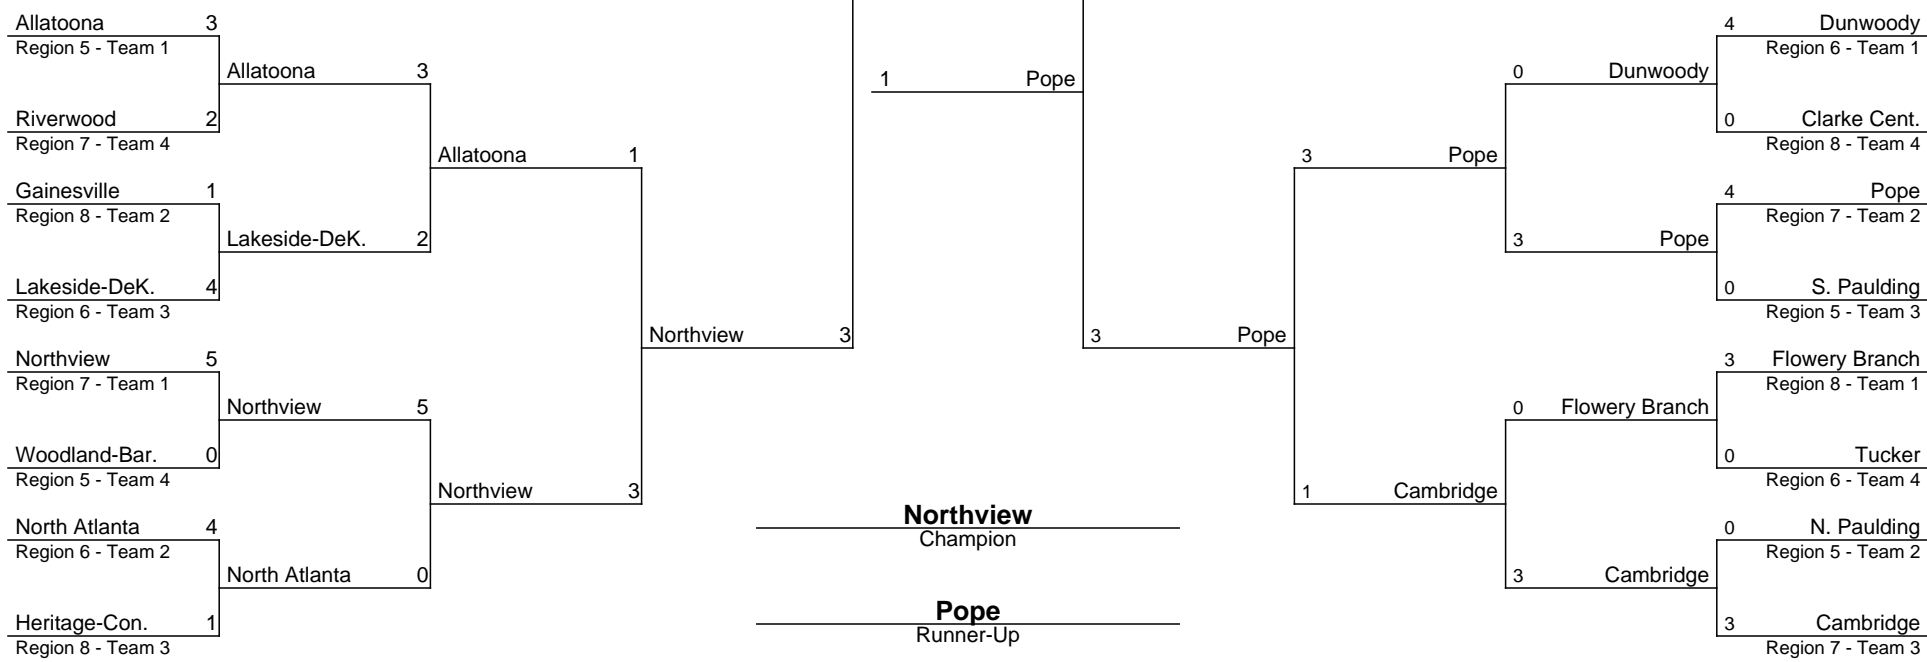 Allatoona 3
Region 5 - Team 1
Riverwood 2
Region 7 - Team 4
Gainesville 1
Region 8 - Team 2
Lakeside-DeK. 4
Region 6 - Team 3
Northview 5
Region 7 - Team 1
Woodland-Bar. 0
Region 5 - Team 4
North Atlanta 4
Region 6 - Team 2
Heritage-Con. 1
Region 8 - Team 3
Allatoona 3
Lakeside-DeK. 2
Northview 5
North Atlanta 0
Allatoona 1
Northview 3
Northview 3
1 Pope
Northview
Champion
Pope
Runner-Up
3 Pope
3 Pope
1 Cambridge
0 Dunwoody
3 Pope
0 Flowery Branch
3 Cambridge
4 Dunwoody
Region 6 - Team 1
0 Clarke Cent.
Region 8 - Team 4
4 Pope
Region 7 - Team 2
0 S. Paulding
Region 5 - Team 3
3 Flowery Branch
Region 8 - Team 1
0 Tucker
Region 6 - Team 4
0 N. Paulding
Region 5 - Team 2
3 Cambridge
Region 7 - Team 3